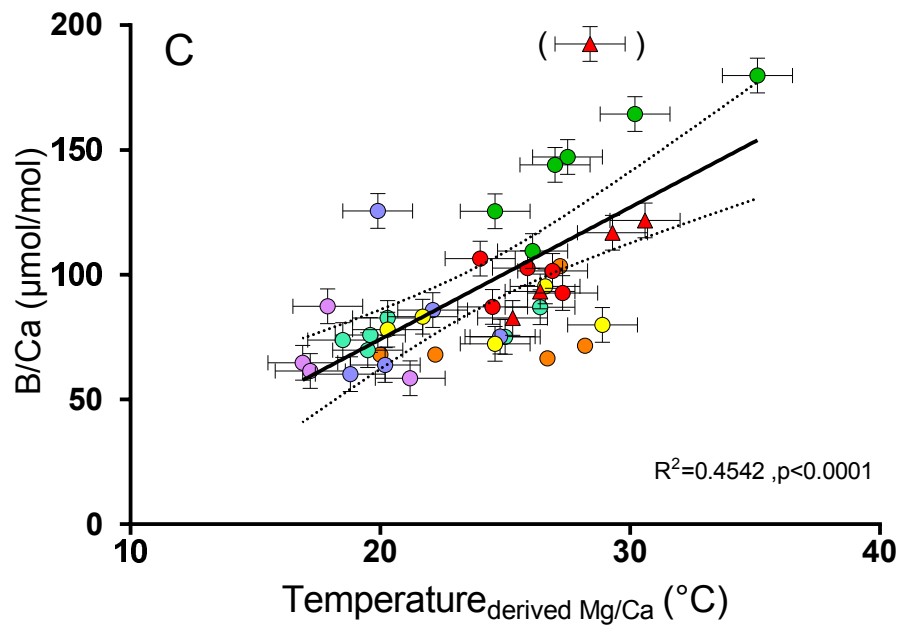 C
( )
200
150
100
50
0
B/Ca (µmol/mol)
R²=0.4542 ,p<0.0001
10 20 30 40
Temperature derived Mg/Ca (°C)